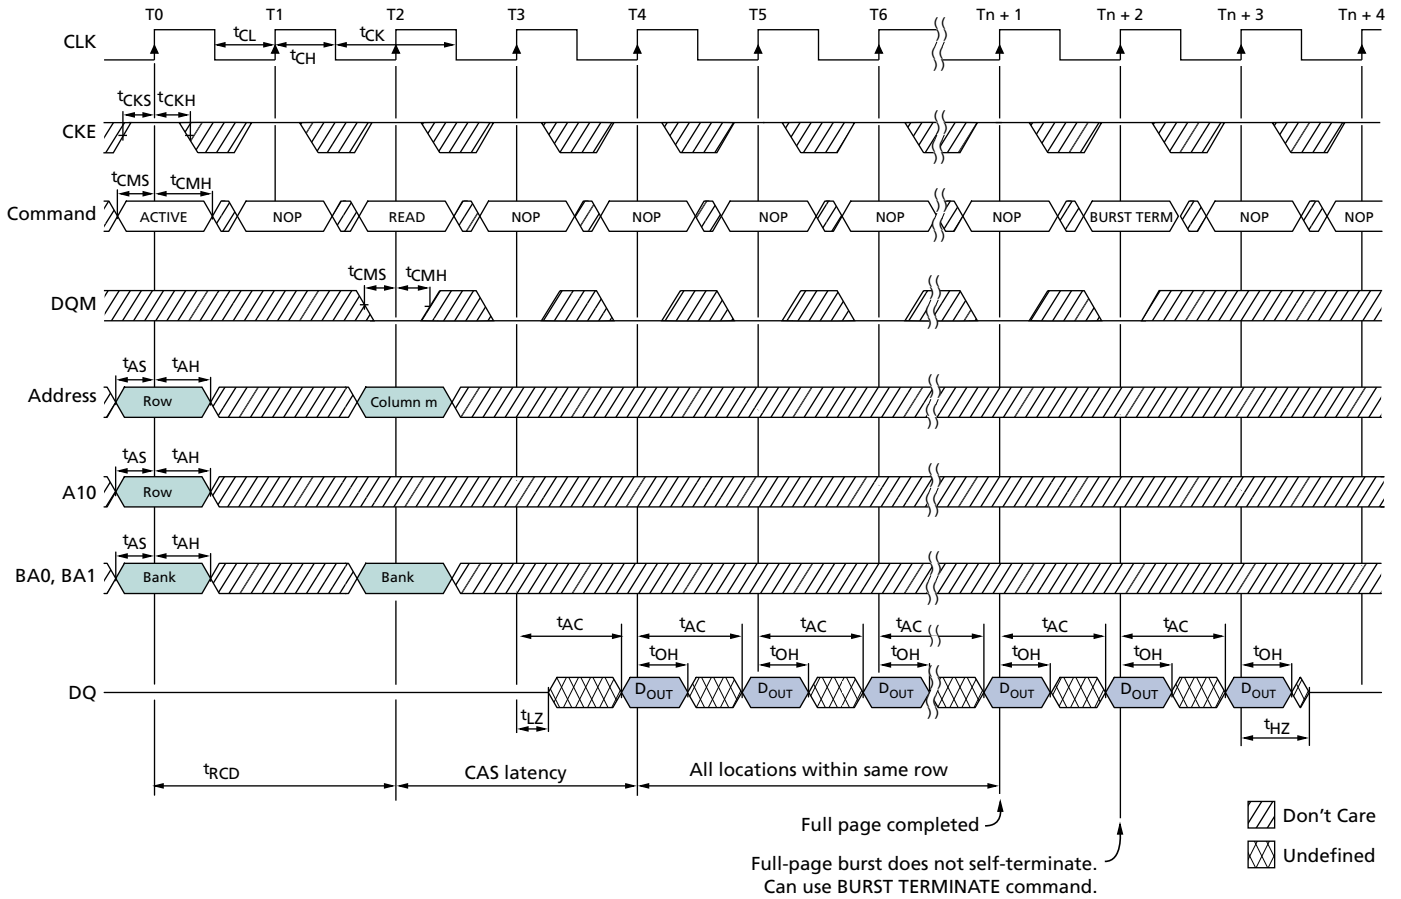 T0 T1 T2 T3 T4 T5 T6 Tn + 1 Tn + 2 Tn + 3 Tn + 4
CLK tCL tCH tCK
tCKS tCKH
CKE
tCMS tCMH
Command ACTIVE NOP READ NOP NOP NOP NOP NOP BURST TERM NOP NOP
tCMS tCMH
DQM
tAS tAH
Address Row Column m
tAS tAH
A10 Row
tAS tAH
BA0, BA1 Bank Bank
tAC tAC tAC tAC tAC tAC
tOH tOH tOH tOH tOH tOH
DQ DOUT DOUT DOUT DOUT DOUT DOUT
tLZ tHZ
tRCD CAS latency All locations within same row
Full page completed
Full-page burst does not self-terminate.
Can use BURST TERMINATE command.
Don't Care
Undefined